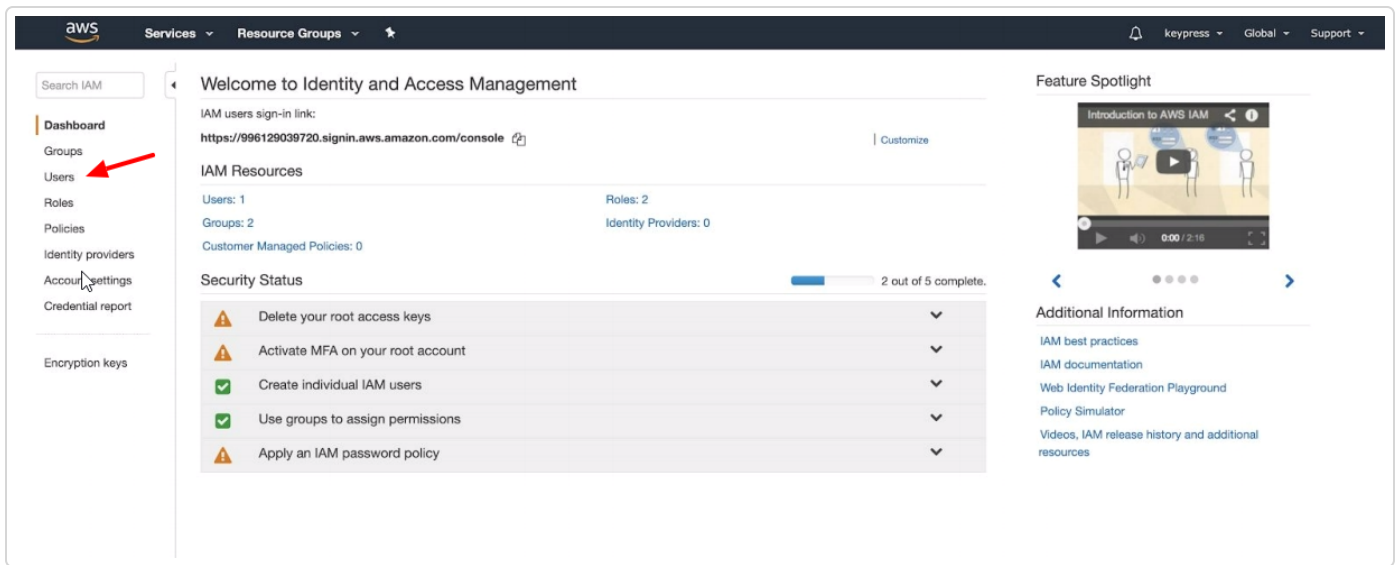 aws
Services
Resource Groups
keypress
Global
Support
Search IAM
Dashboard
Groups
Users
Roles
Policies
Identity providers
Account settings
Credential report
Encryption keys
Welcome to Identity and Access Management
IAM users sign-in link:
https://996129039720.signin.aws.amazon.com/console
Customize
IAM Resources
Users: 1
Roles: 2
Groups: 2
Identity Providers: 0
Customer Managed Policies: 0
Security Status
2 out of 5 complete.
Delete your root access keys
Activate MFA on your root account
Create individual IAM users
Use groups to assign permissions
Apply an IAM password policy
Feature Spotlight
Introduction to AWS IAM
0:00 / 2:16
Additional Information
IAM best practices
IAM documentation
Web Identity Federation Playground
Policy Simulator
Videos, IAM release history and additional
resources